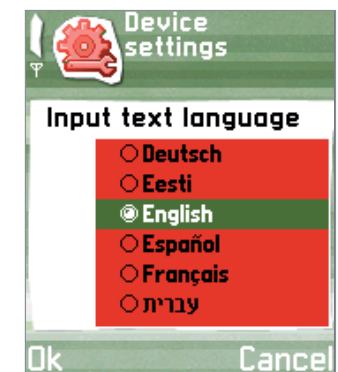 Device
settings
Input text language
Deutsch
Eesti
English
Español
Français
עברית
Ok
Cancel